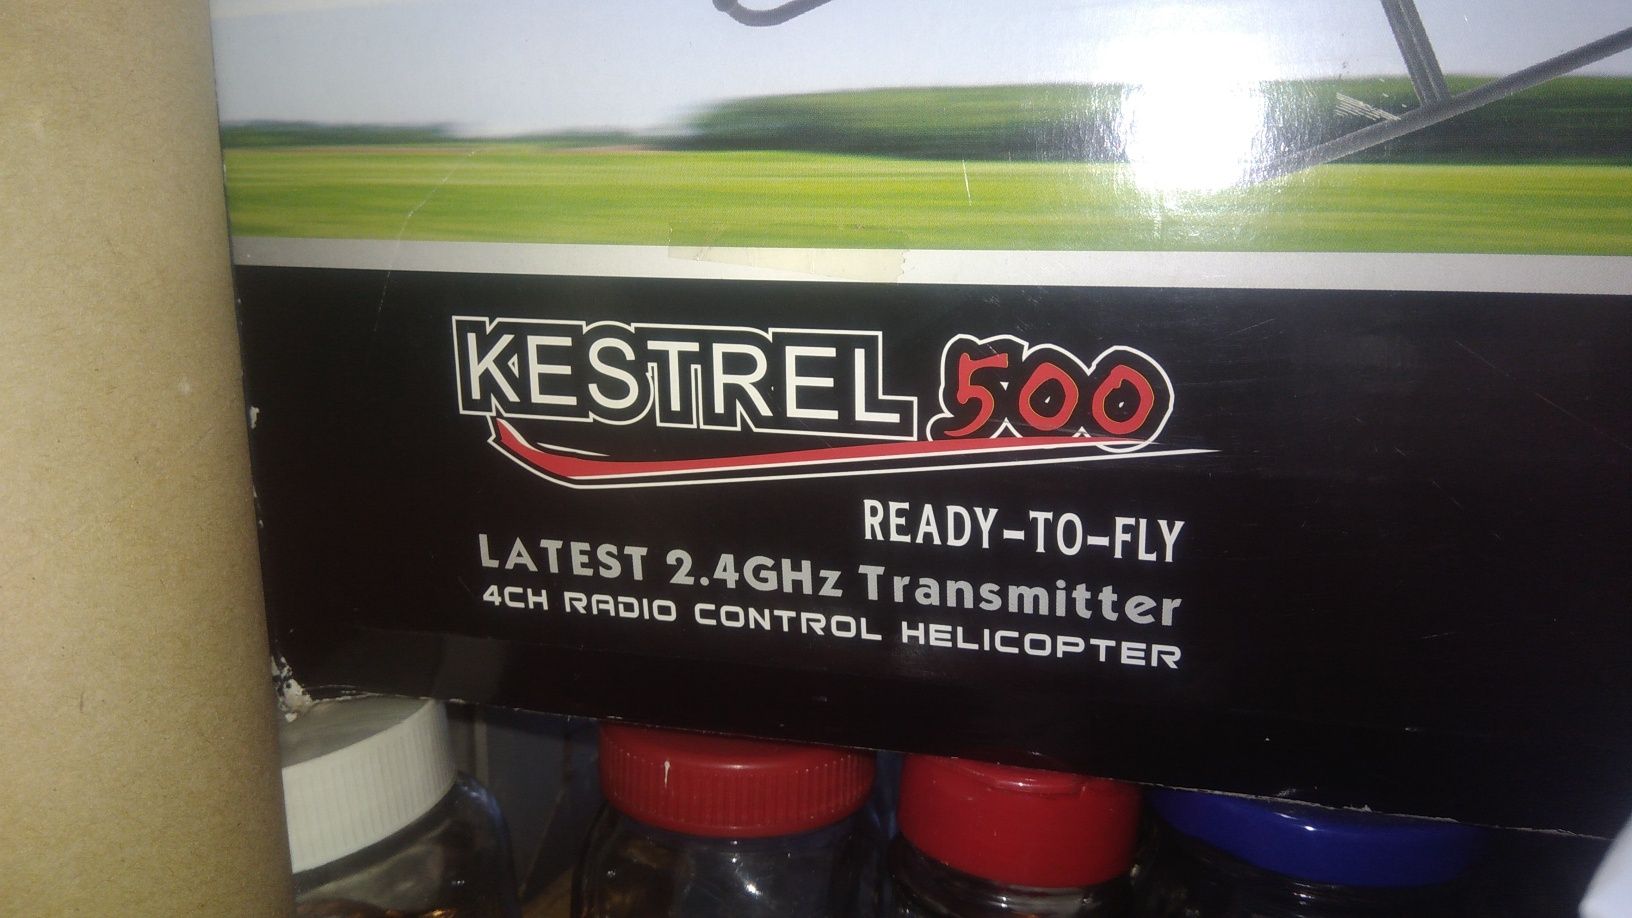 KESTREL 500
READY-TO-FLY
LATEST 2.4GHz Transmitter
4CH RADIO CONTROL HELICOPTER